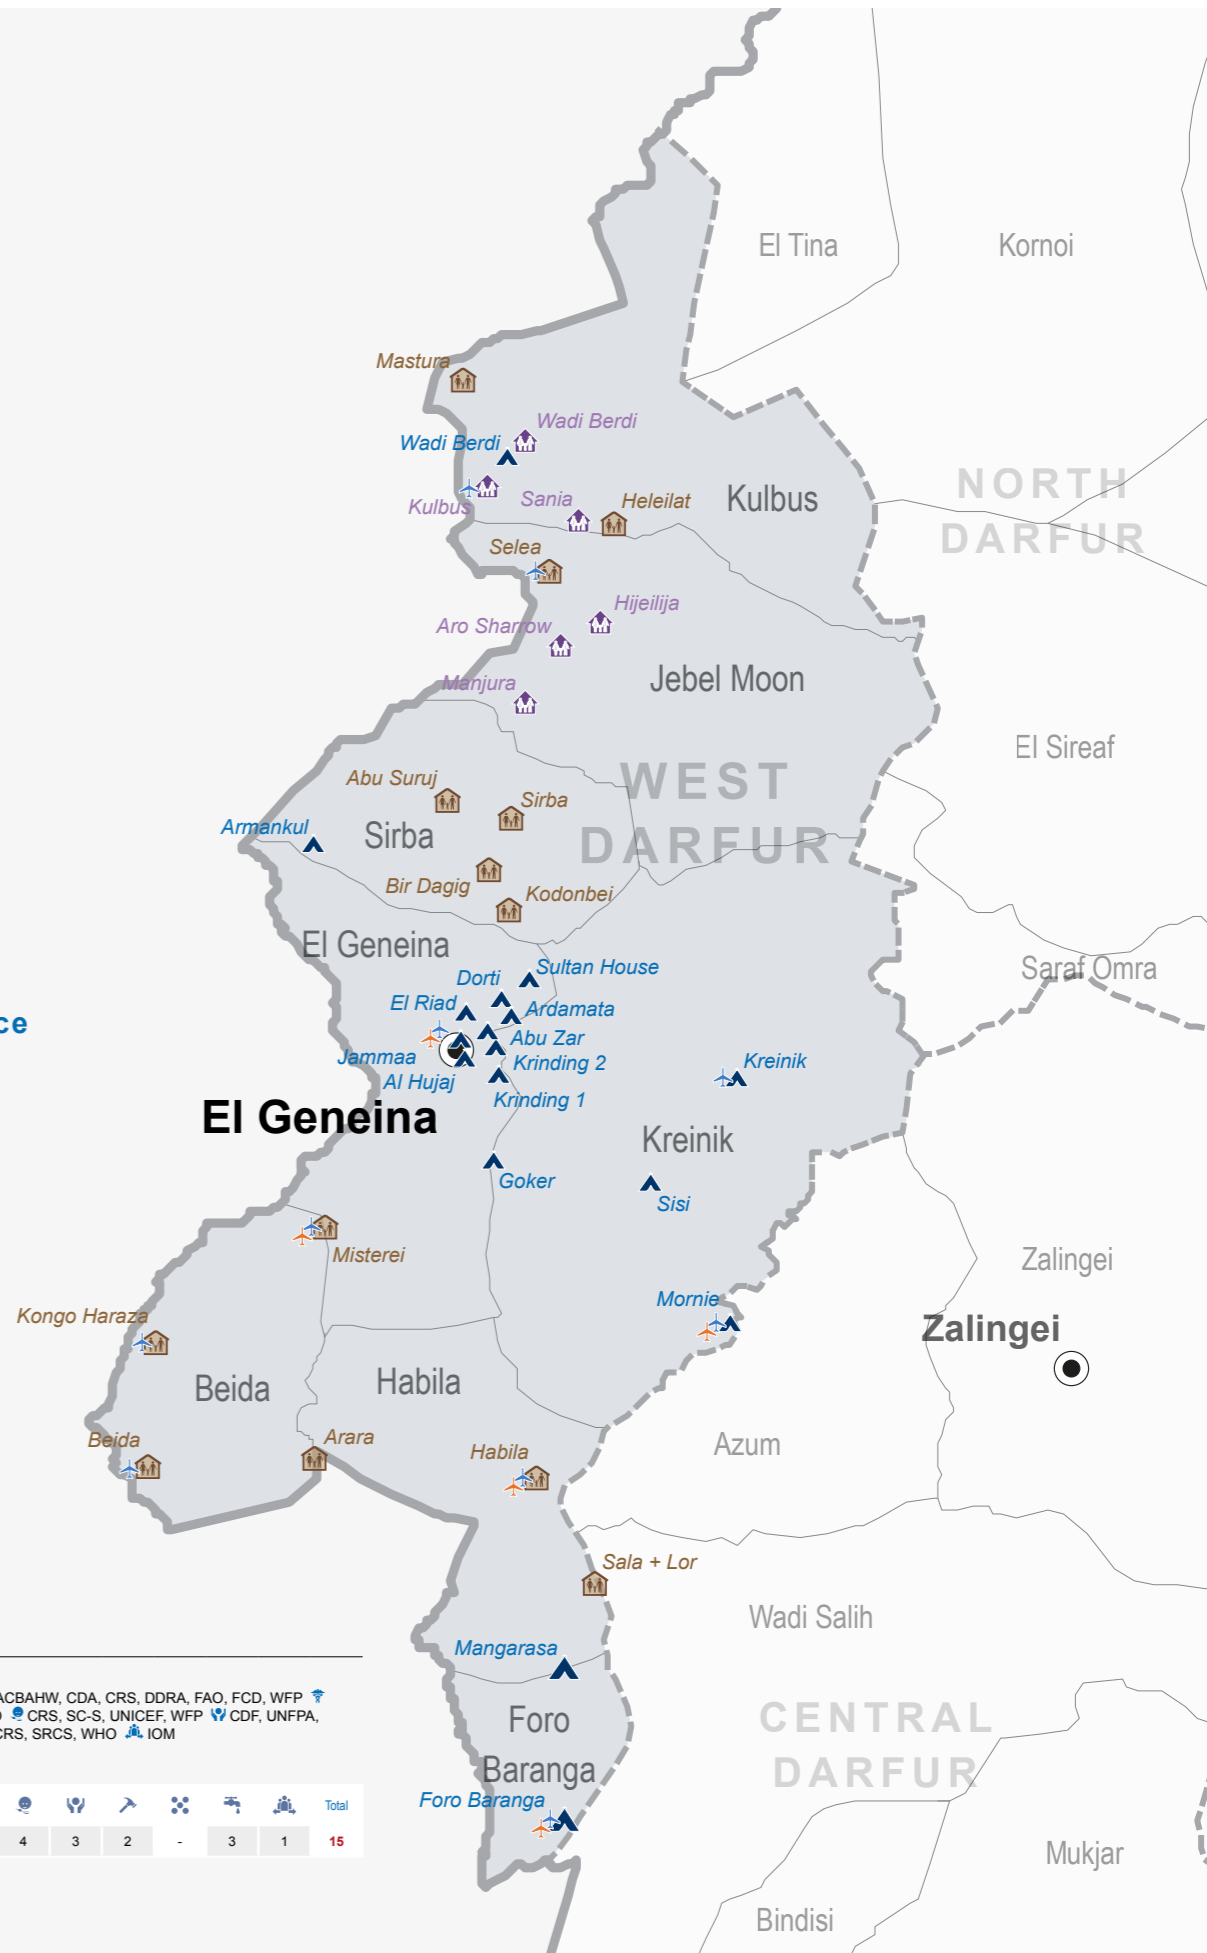 El Tina
Kornoi
Mastura
Wadi Berdi
Wadi Berdi
Kulbus
Sania
Heleilat
Kulbus
NORTH
DARFUR
Selea
Hijeilija
Aro Sharrow
Manjura
Jebel Moon
El Sireaf
WEST
DARFUR
Abu Suruj
Sirba
Armankul
Sirba
Bir Dagig
Kodonbei
El Geneina
Saraf Omra
Sultan House
Dorti
El Riad
Ardamata
ce
Abu Zar
Jammaa
Krinding 2
Al Hujaj
Krinding 1
Kreinik
El Geneina
Kreinik
Goker
Sisi
Misterei
Zalingei
Mornie
Zalingei
Kongo Haraza
Beida
Habila
Beida
Arara
Habila
Azum
Sala + Lor
Wadi Salih
Mangarasa
ACBAHW, CDA, CRS, DDRA, FAO, FCD, WFP
CRS, SC-S, UNICEF, WFP CDF, UNFPA,
CRS, SRCS, WHO IOM
Foro
Baranga
CENTRAL
DARFUR
Foro Baranga
Total
4 3 2 - 3 1 15
Mukjar
Bindisi